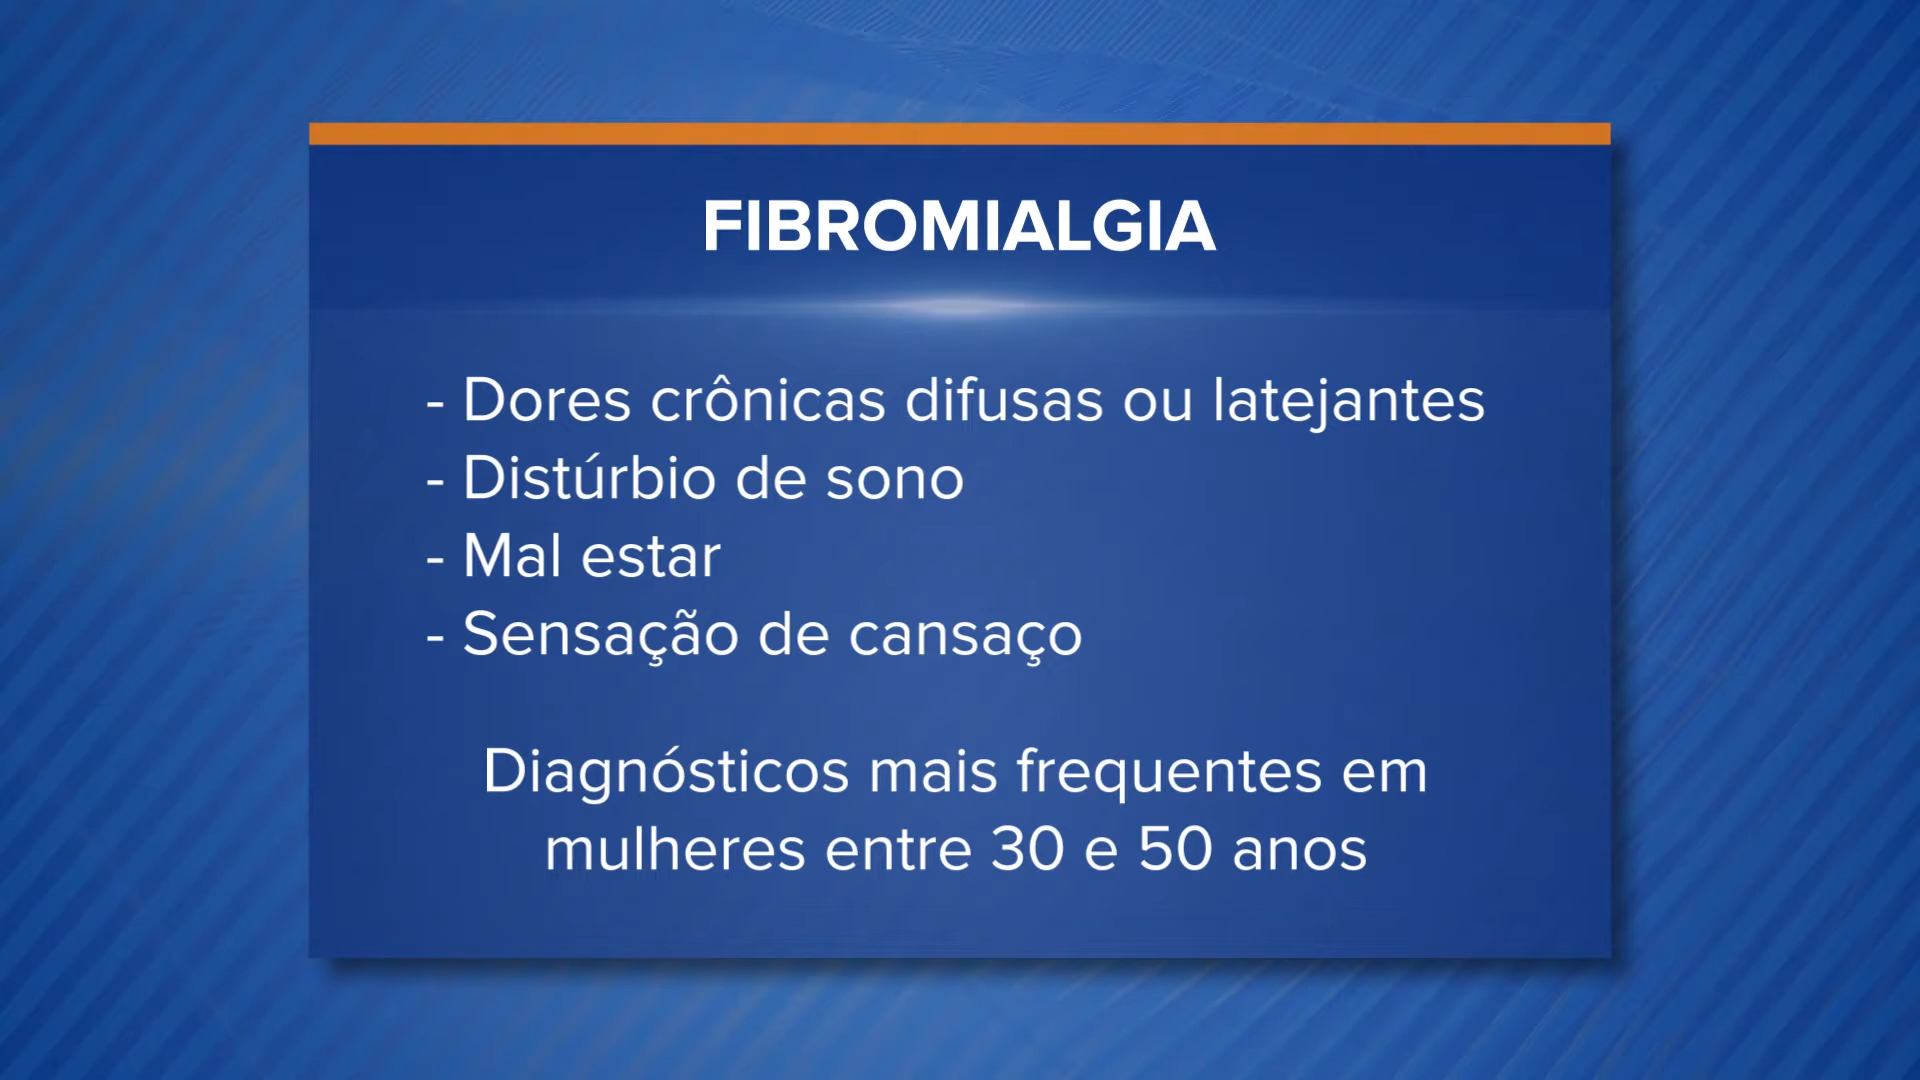 FIBROMIALGIA
- Dores crônicas difusas ou latejantes
- Distúrbio de sono
- Mal estar
- Sensação de cansaço
Diagnósticos mais frequentes em
mulheres entre 30 e 50 anos